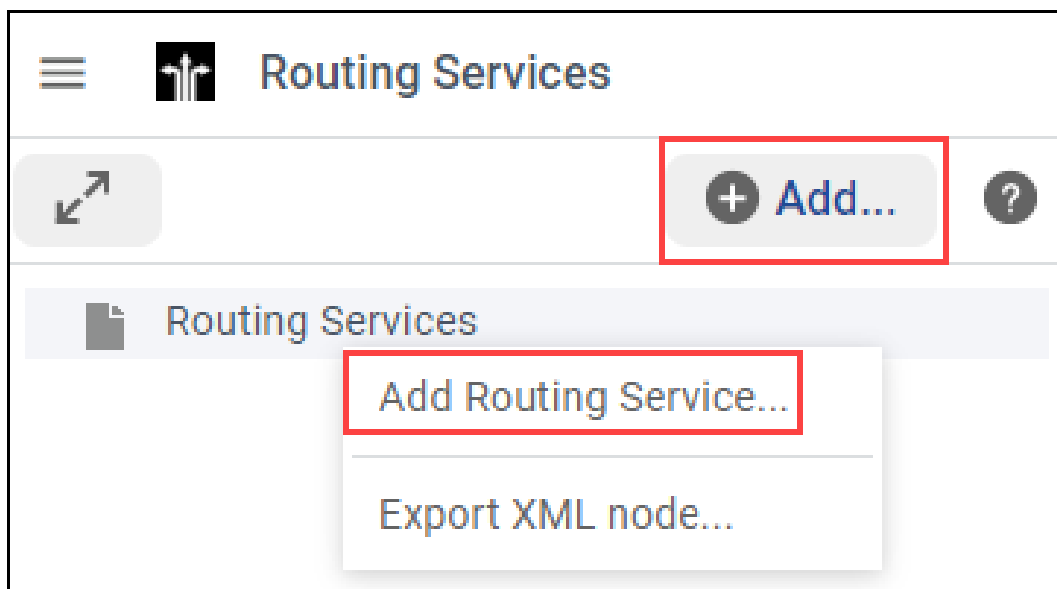 Routing Services
Add...
Routing Services
Add Routing Service...
Export XML node...